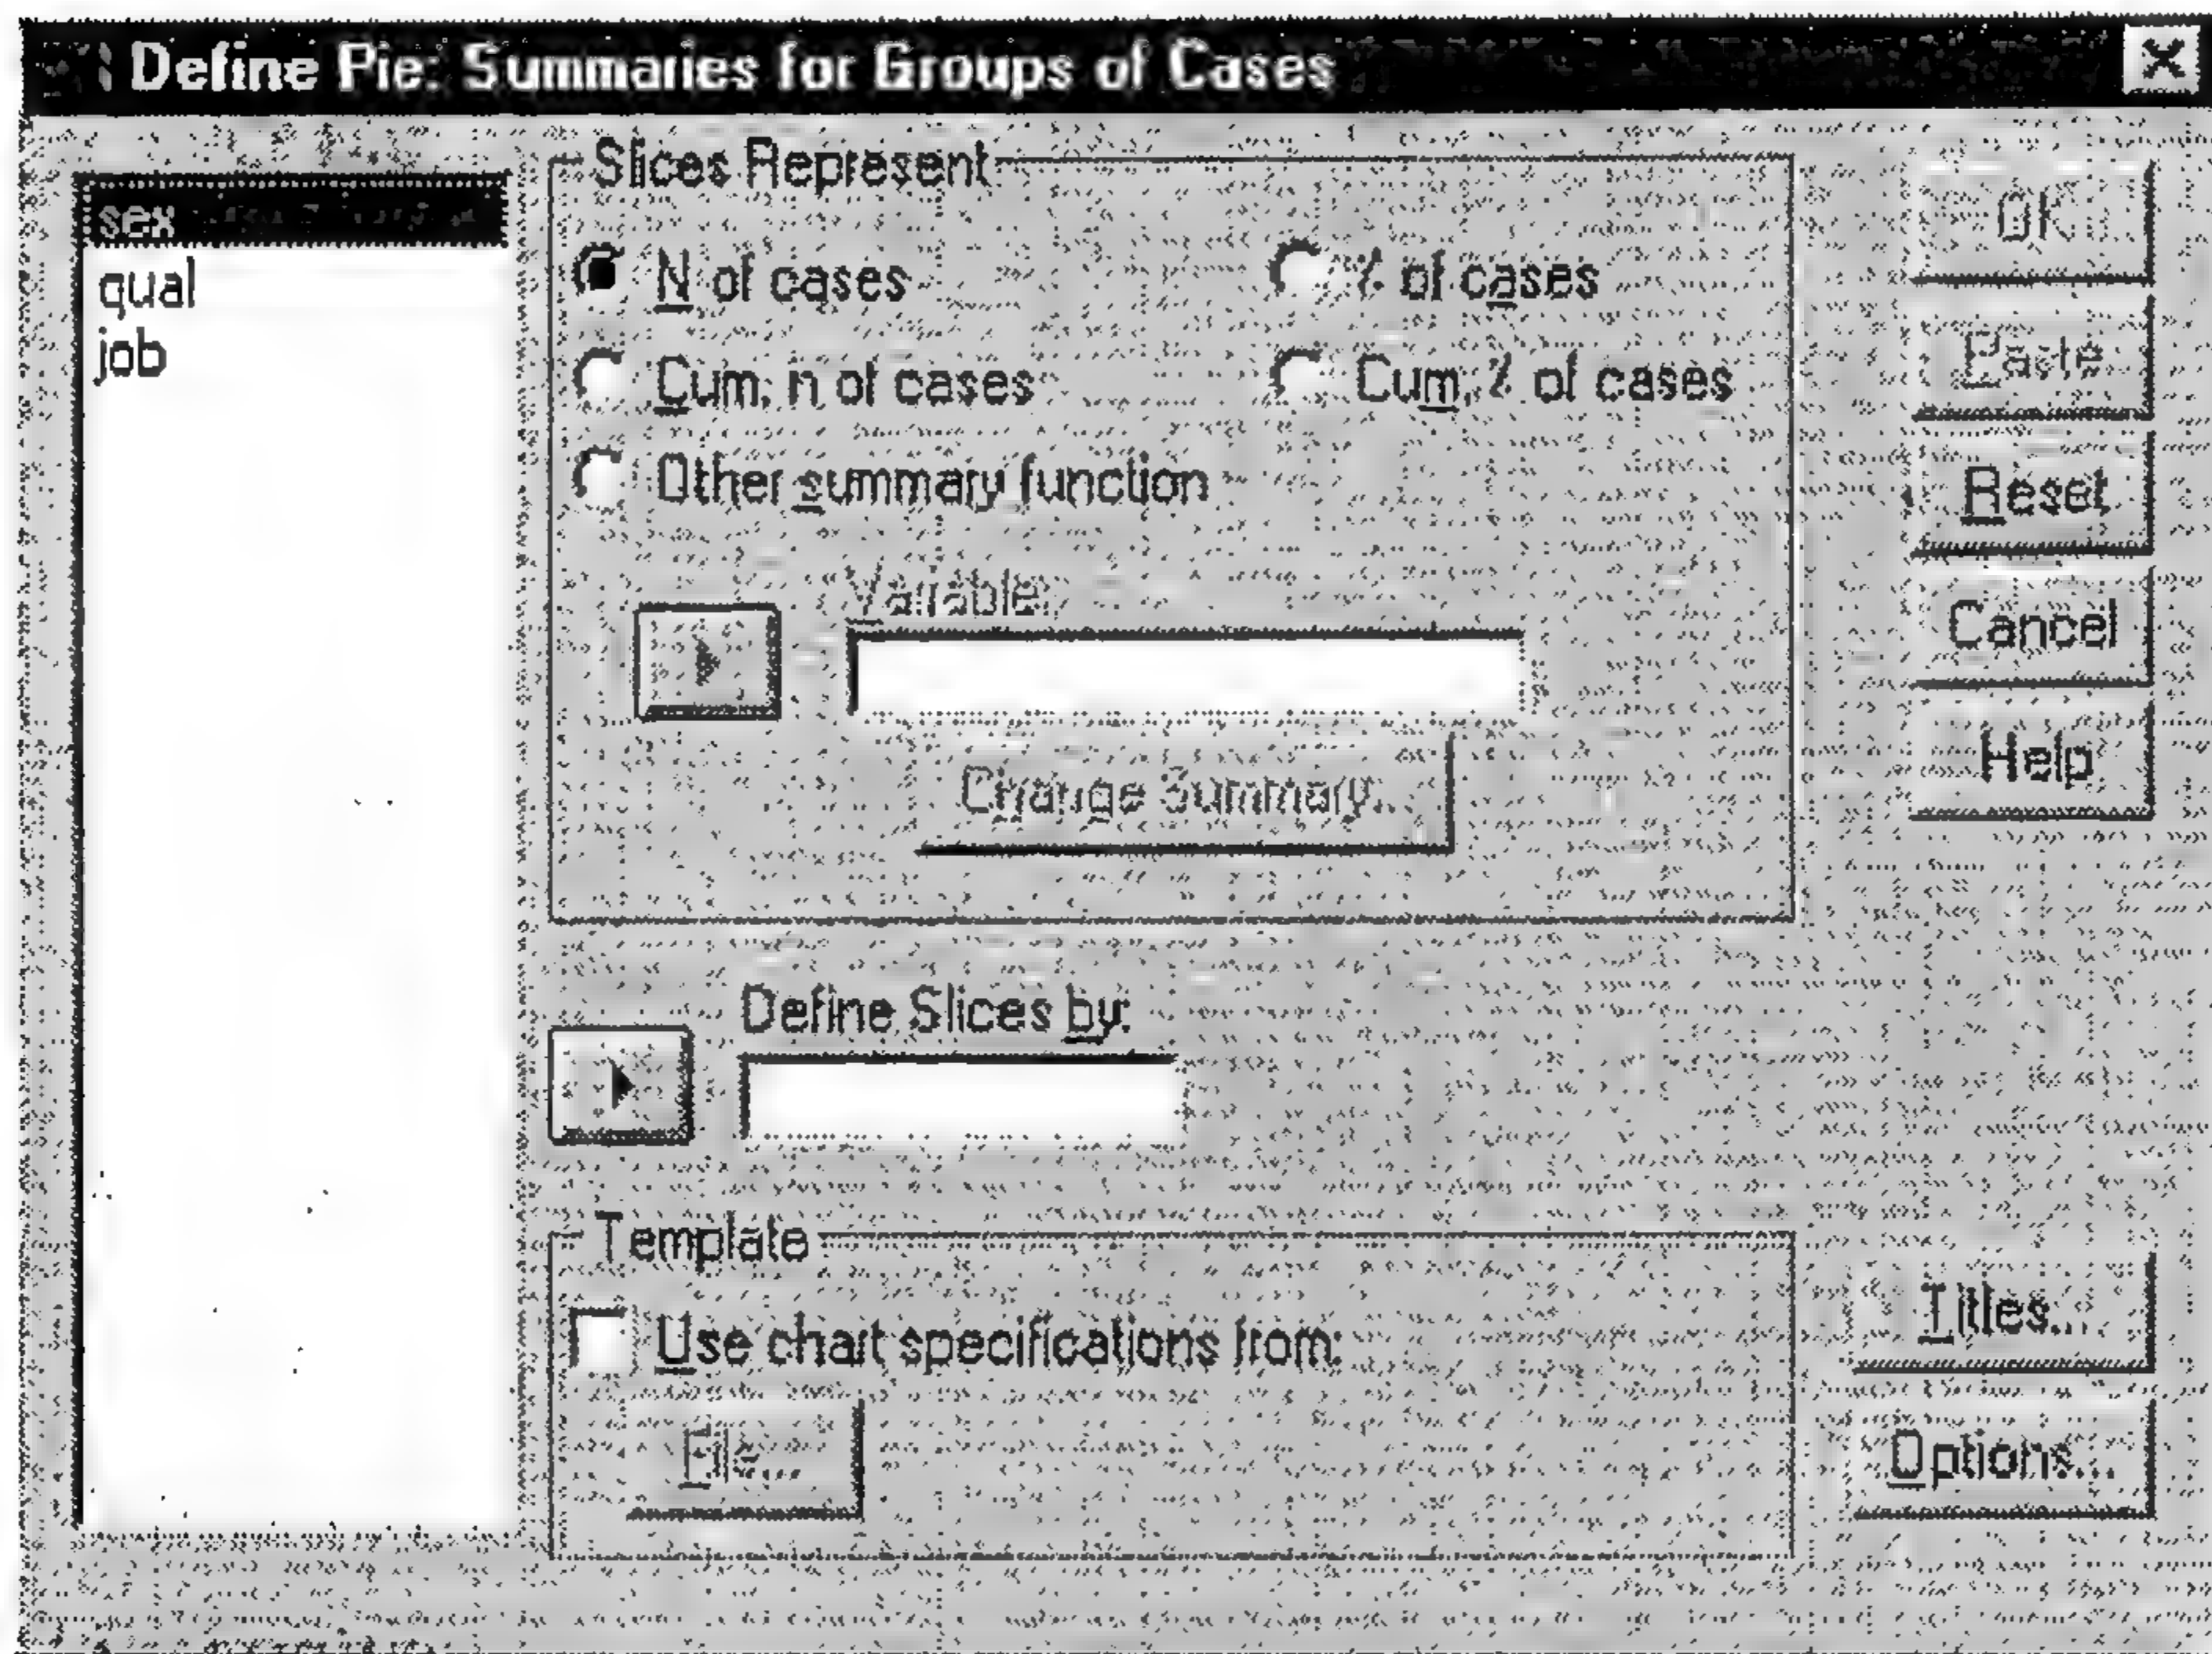 Define Pie: Summaries for Groups of Cases
sex
qual
job
Slices Represent
N of cases
% of cases
Cum. n of cases
Cum. % of cases
Other summary function
Variable:
Change Summary...
Define Slices by:
Template
Use chart specifications from:
File...
OK
Paste
Reset
Cancel
Help
Titles...
Options...